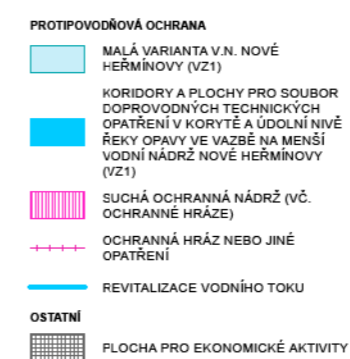 PROTIPOVODŇOVÁ OCHRANA
MALÁ VARIANTA V.N. NOVÉ
HEŘMÍNOVY (VZ1)
KORIDORY A PLOCHY PRO SOUBOR
DOPROVODNÝCH TECHNICKÝCH
OPATŘENÍ V KORYTĚ A ÚDOLNÍ NIVĚ
ŘEKY OPAVY VE VAZBĚ NA MENŠÍ
VODNÍ NÁDRŽ NOVÉ HEŘMÍNOVY
(VZ1)
SUCHÁ OCHRANNÁ NÁDRŽ (VČ.
OCHRANNÉ HRÁZE)
OCHRANNÁ HRÁZ NEBO JINÉ
OPATŘENÍ
REVITALIZACE VODNÍHO TOKU
OSTATNÍ
PLOCHA PRO EKONOMICKÉ AKTIVITY